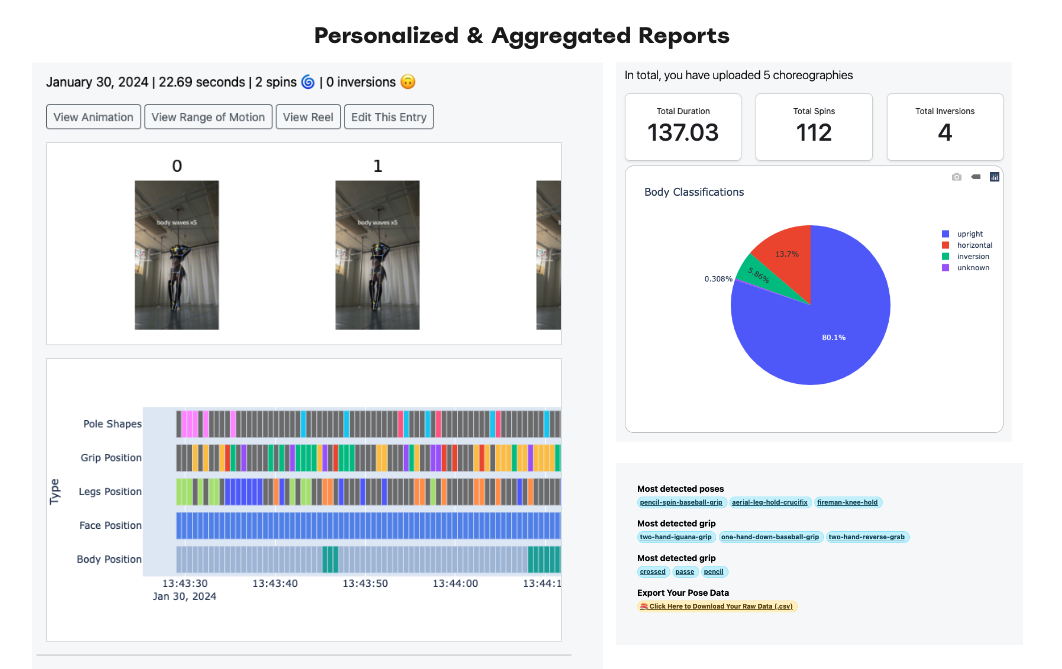 Personalized & Aggregated Reports
January 30, 2024 | 22.69 seconds | 2 spins 🌀 | 0 inversions 🙃
View Animation
View Range of Motion
View Reel
Edit This Entry
0
1
body waves x5
body waves x5
Type
Pole Shapes
Grip Position
Legs Position
Face Position
Body Position
13:43:30
13:43:40
13:43:50
13:44:00
13:44:1
Jan 30, 2024
In total, you have uploaded 5 choreographies
Total Duration
137.03
Total Spins
112
Total Inversions
4
Body Classifications
13.7%
5.86%
0.308%
80.1%
upright
horizontal
inversion
unknown
Most detected poses
pencil-spin-baseball-grip
aerial-leg-hold-crucifix
fireman-knee-hold
Most detected grip
two-hand-iguana-grip
one-hand-down-baseball-grip
two-hand-reverse-grab
Most detected grip
crossed
passe
pencil
Export Your Pose Data
Click Here to Download Your Raw Data (.csv)